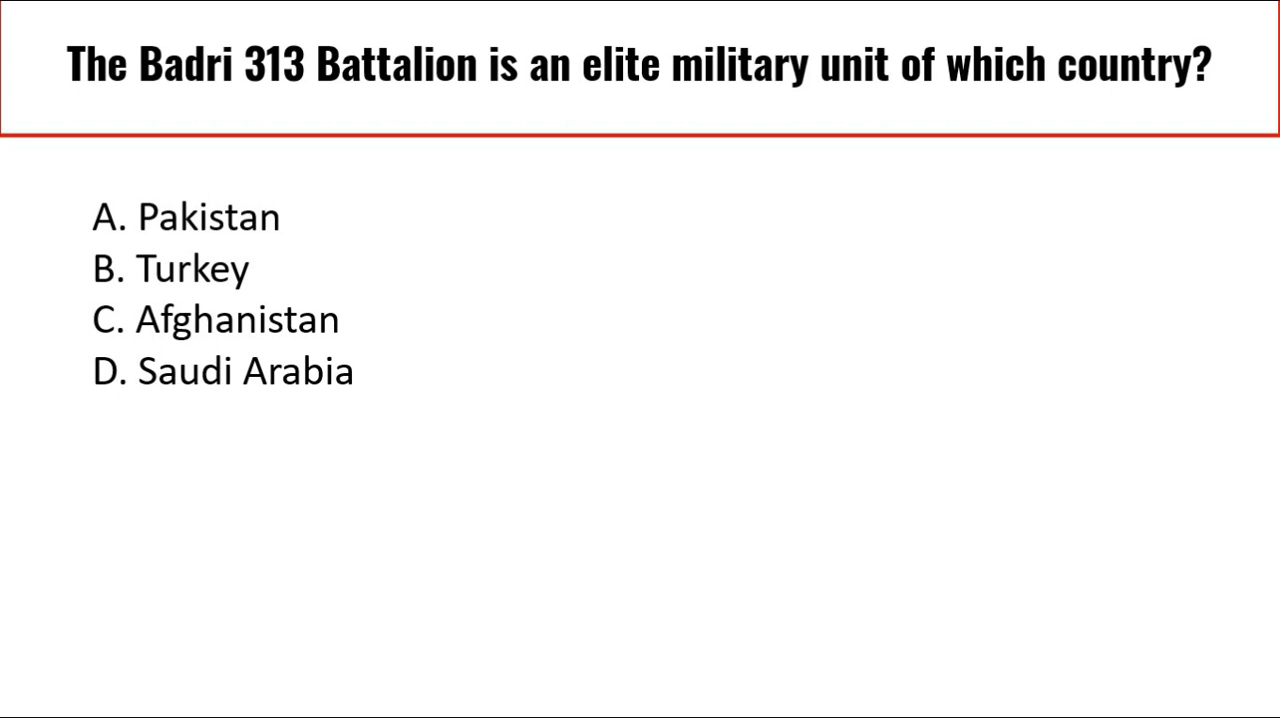 The Badri 313 Battalion is an elite military unit of which country?
A. Pakistan
B. Turkey
C. Afghanistan
D. Saudi Arabia